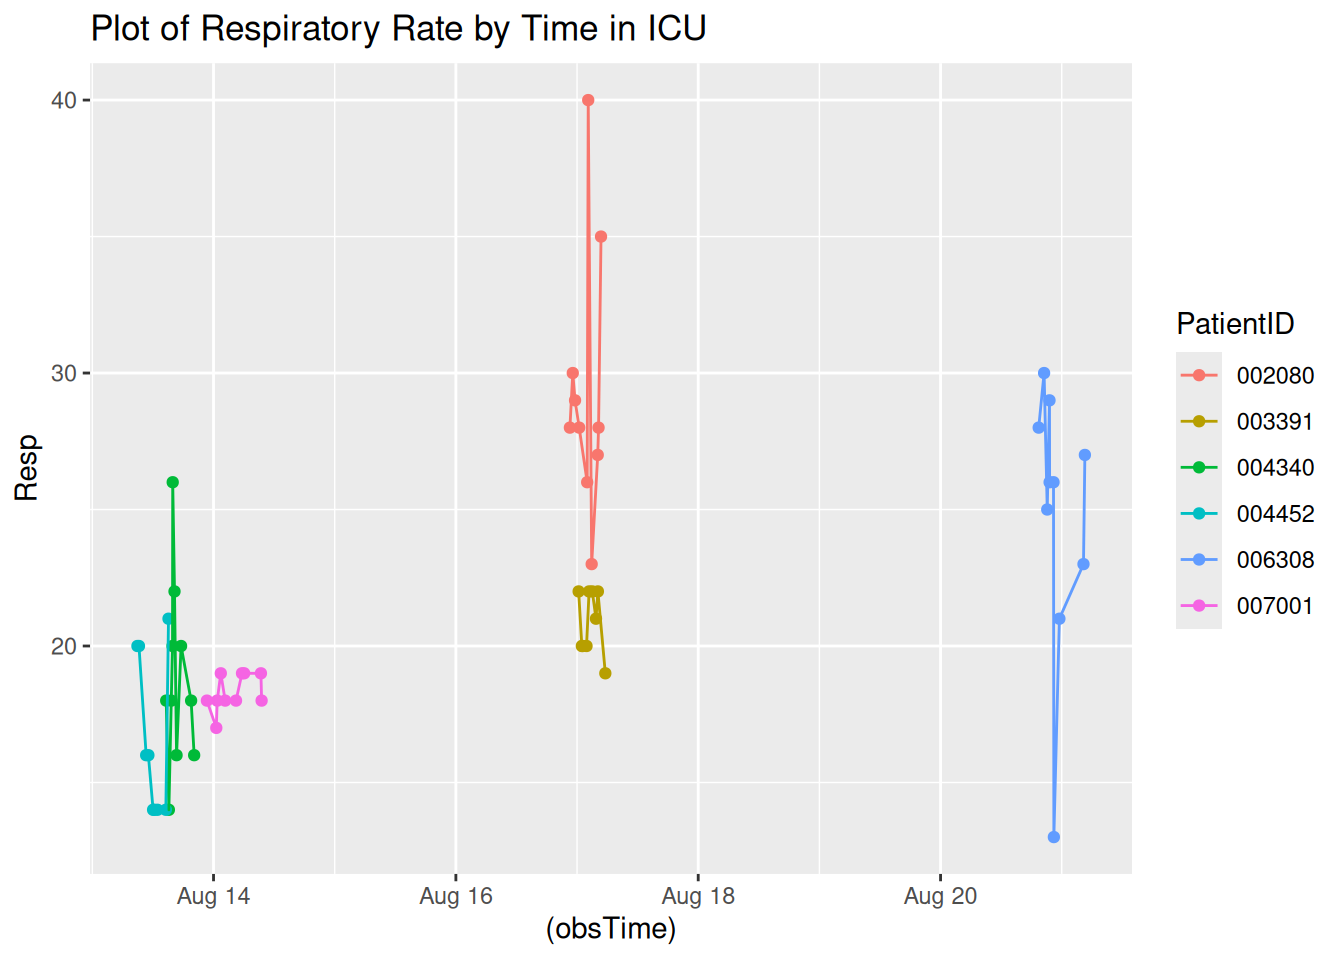 Plot of Respiratory Rate by Time in ICU
40
30
20
Resp
Aug 14
Aug 16
Aug 18
Aug 20
(obsTime)
PatientID
002080
003391
004340
004452
006308
007001